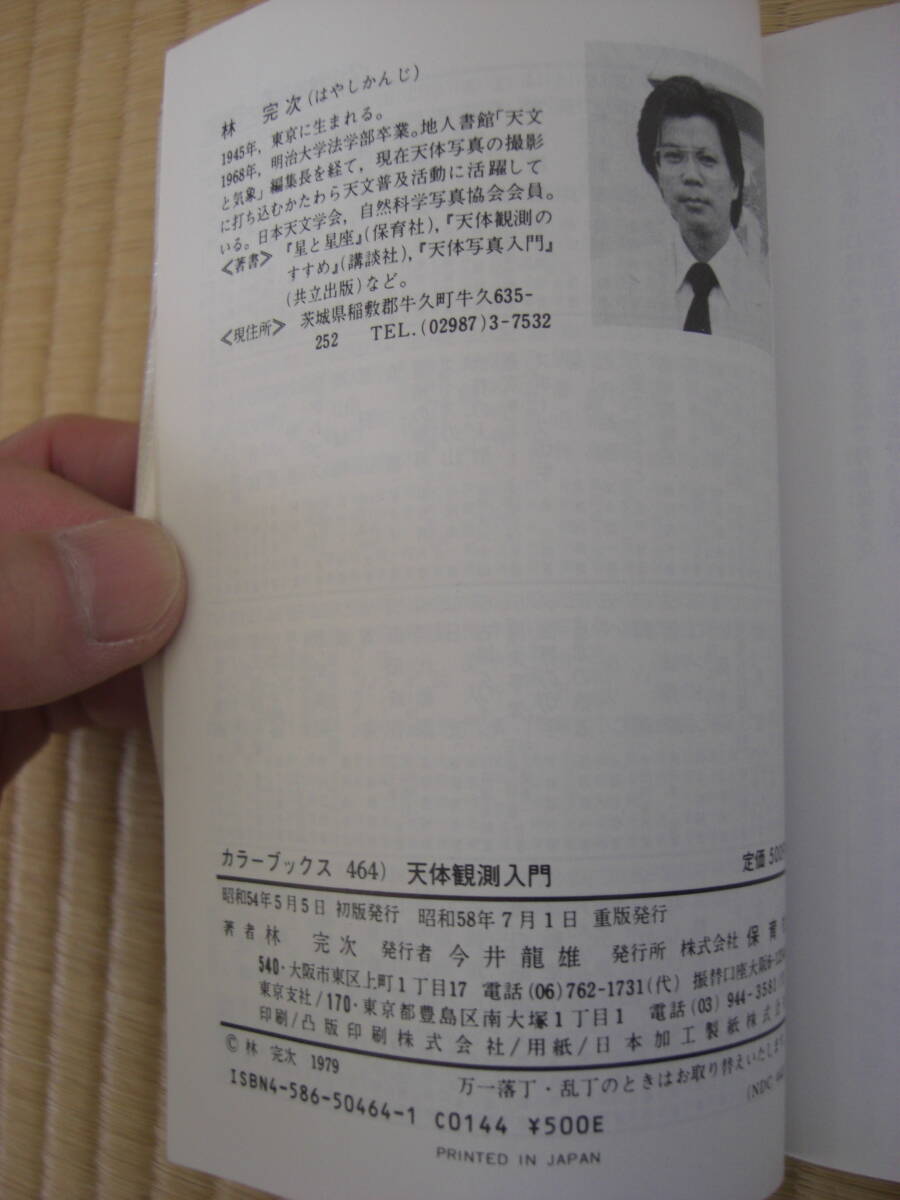 林　完次(はやしかんじ)
1945年，東京に生まれる。
1968年，明治大学法学部卒業。地人書館「天文
と気象」編集長を経て，現在天体写真の撮影
に打ち込むかたわら天文普及活動に活躍して
いる。日本天文学会，自然科学写真協会会員。
〈著書〉『星と星座』(保育社)，『天体観測の
すすめ』(講談社)，『天体写真入門』
(共立出版)など。
〈現住所〉茨城県稲敷郡牛久町牛久635-
252　TEL.(02987)3-7532
カラーブックス 464)　天体観測入門　定価 500
昭和54年5月5日 初版発行　昭和58年7月1日 重版発行
著者 林　完次　発行者 今井龍雄　発行所 株式会社 保育
540・大阪市東区上町1丁目17　電話(06)762-1731(代)　振替口座大阪
東京支社/170・東京都豊島区南大塚1丁目1　電話(03)944-3581
印刷/凸版印刷株式会社/用紙/日本加工製紙株式会
© 林　完次 1979
万一落丁・乱丁のときはお取り替えいたします
(NDC
ISBN4-586-50464-1 C0144 ¥500E
PRINTED IN JAPAN